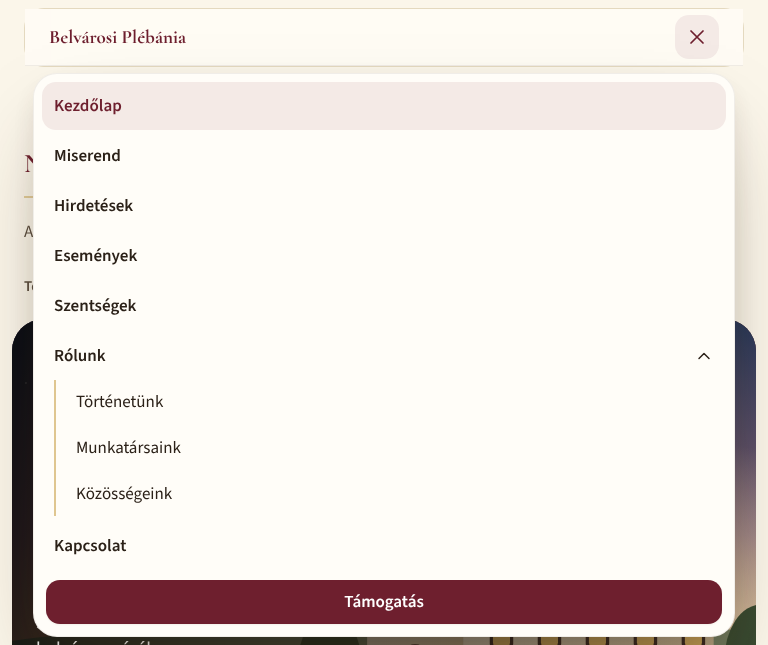 Belvárosi Plébánia
Kezdőlap
Miserend
Hirdetések
Események
Szentségek
Rólunk
Történetünk
Munkatársaink
Közösségeink
Kapcsolat
Támogatás